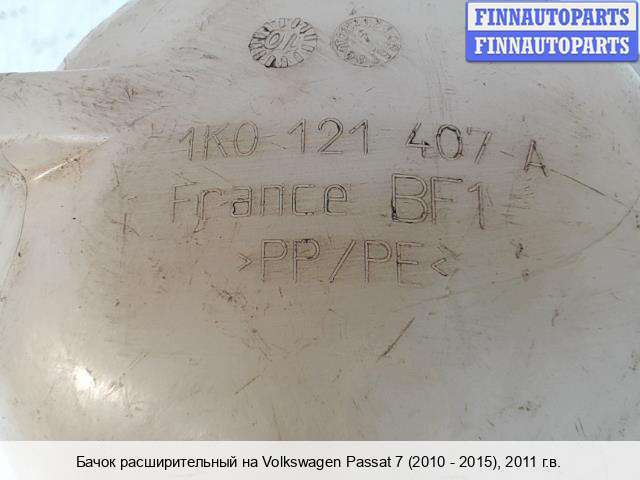 FINNAUTOPARTS
FINNAUTOPARTS
1K0 121 407 A
France BF1
>PP/PE<
Бачок расширительный на Volkswagen Passat 7 (2010 - 2015), 2011 г.в.